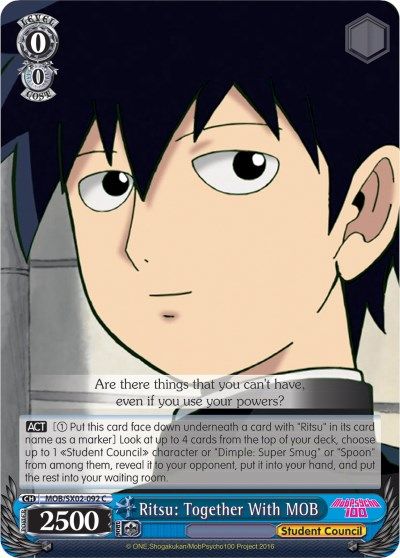 LEVEL
0
0
COST
Are there things that you can't have,
even if you use your powers?
ACT [① Put this card face down underneath a card with "Ritsu" in its card
name as a marker] Look at up to 4 cards from the top of your deck, choose
up to 1 «Student Council» character or "Dimple: Super Smug" or "Spoon"
from among them, reveal it to your opponent, put it into your hand, and put
the rest into your waiting room.
CH MOB/SX02-092 C
POWER 2500 SOUL Ritsu: Together With MOB MOB PSYCHO 100
Student Council
© ONE,Shogakukan/MobPsycho100 Project 2016